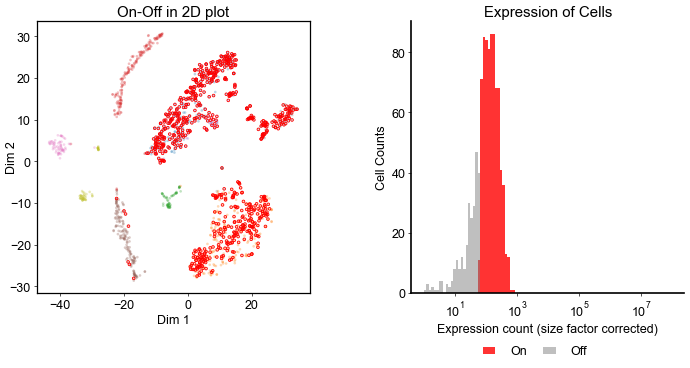 On-Off in 2D plot
30
20
10
0
−10
−20
−30
Dim 2
−40
−20
0
20
Dim 1
Expression of Cells
80
60
40
20
0
Cell Counts
10^1
10^3
10^5
10^7
Expression count (size factor corrected)
On
Off